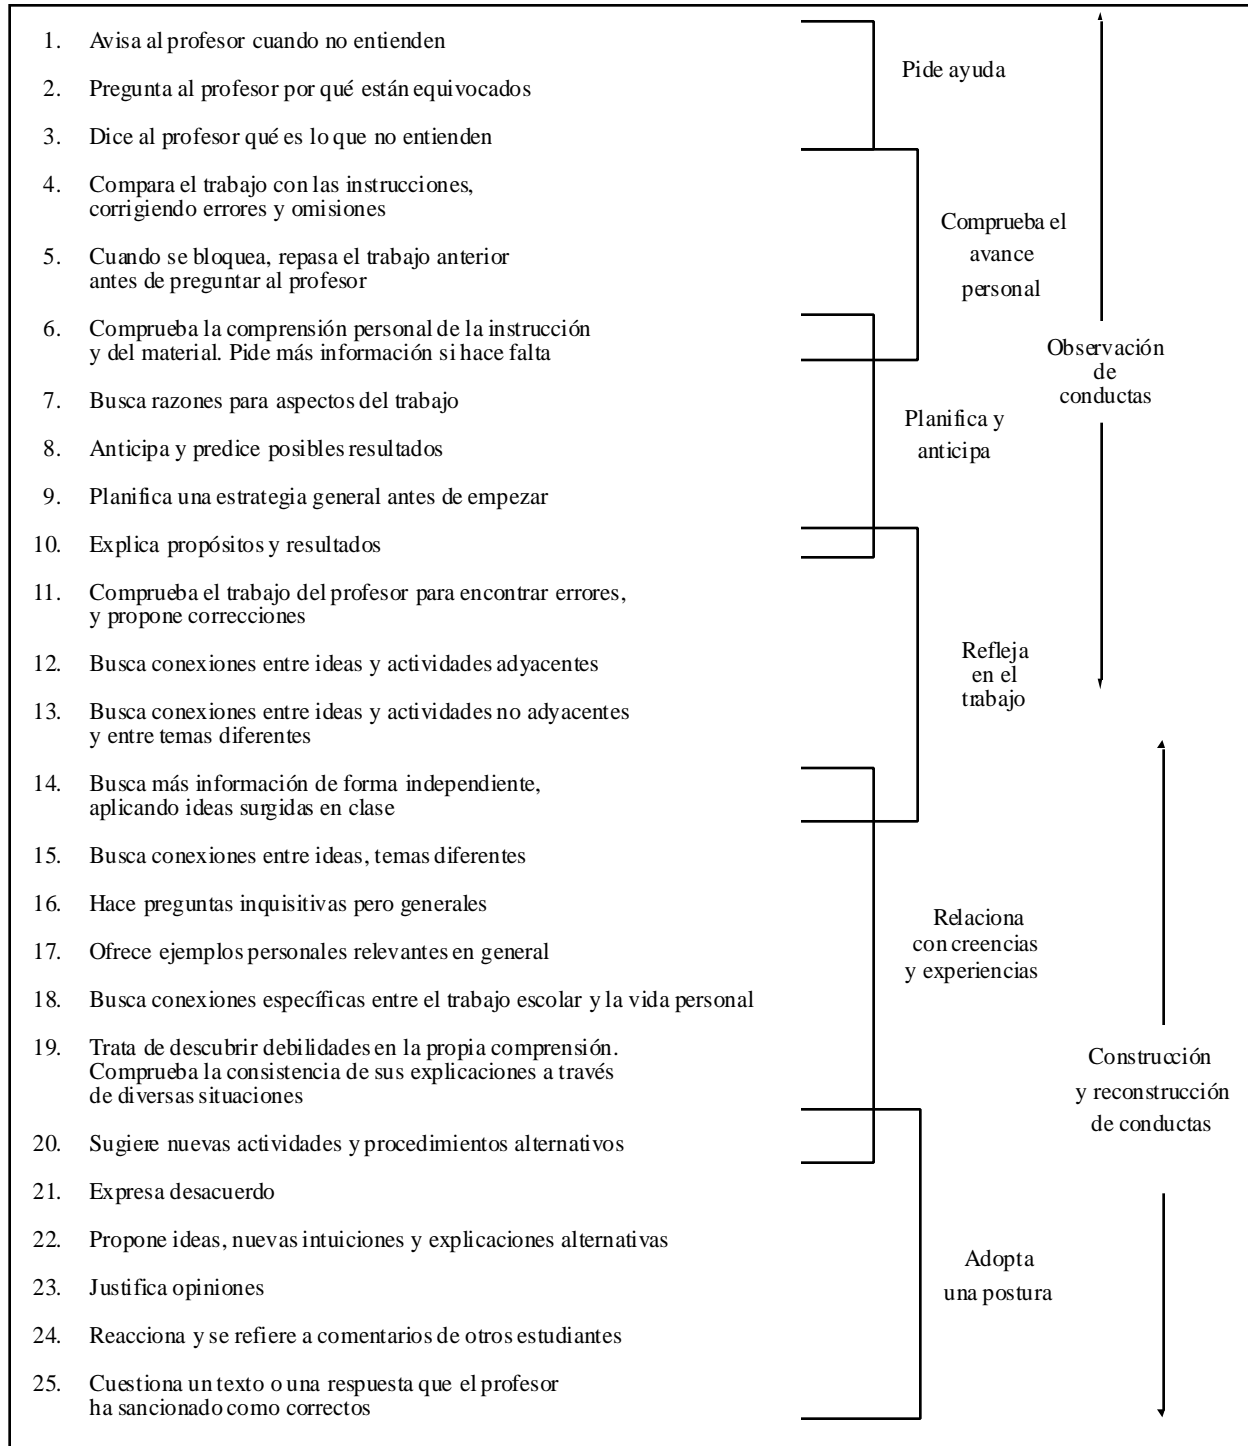 1. Avisa al profesor cuando no entienden
2. Pregunta al profesor por qué están equivocados
3. Dice al profesor qué es lo que no entienden
4. Compara el trabajo con las instrucciones,
corrigiendo errores y omisiones
5. Cuando se bloquea, repasa el trabajo anterior
antes de preguntar al profesor
6. Comprueba la comprensión personal de la instrucción
y del material. Pide más información si hace falta
7. Busca razones para aspectos del trabajo
8. Anticipa y predice posibles resultados
9. Planifica una estrategia general antes de empezar
10. Explica propósitos y resultados
11. Comprueba el trabajo del profesor para encontrar errores,
y propone correcciones
12. Busca conexiones entre ideas y actividades adyacentes
13. Busca conexiones entre ideas y actividades no adyacentes
y entre temas diferentes
14. Busca más información de forma independiente,
aplicando ideas surgidas en clase
15. Busca conexiones entre ideas, temas diferentes
16. Hace preguntas inquisitivas pero generales
17. Ofrece ejemplos personales relevantes en general
18. Busca conexiones específicas entre el trabajo escolar y la vida personal
19. Trata de descubrir debilidades en la propia comprensión.
Comprueba la consistencia de sus explicaciones a través
de diversas situaciones
20. Sugiere nuevas actividades y procedimientos alternativos
21. Expresa desacuerdo
22. Propone ideas, nuevas intuiciones y explicaciones alternativas
23. Justifica opiniones
24. Reacciona y se refiere a comentarios de otros estudiantes
25. Cuestiona un texto o una respuesta que el profesor
ha sancionado como correctos
Pide ayuda
Comprueba el
avance
personal
Planifica y
anticipa
Refleja
en el
trabajo
Relaciona
con creencias
y experiencias
Adopta
una postura
Observación
de
conductas
Construcción
y reconstrucción
de conductas